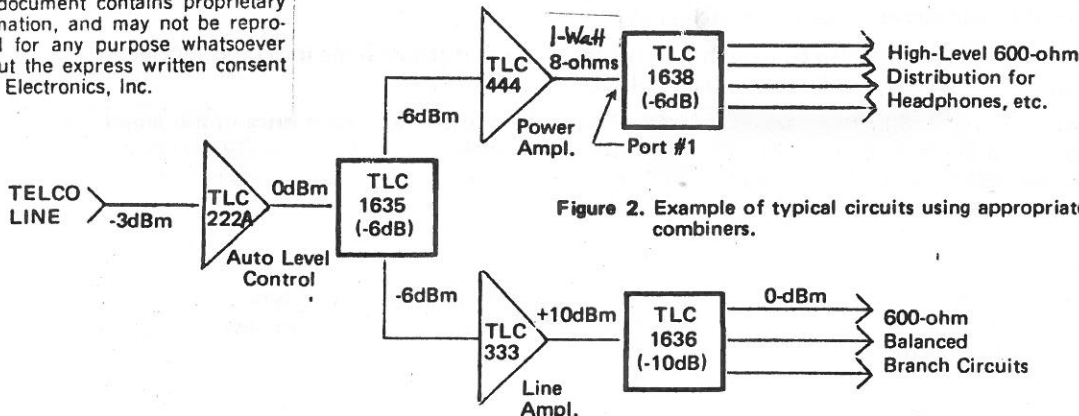 document contains proprietary
mation, and may not be repro-
for any purpose whatsoever
ut the express written consent
Electronics, Inc.
TLC
444
1-Watt
8-ohms
TLC
1638
(-6dB)
High-Level 600-ohm
Distribution for
Headphones, etc.
-6dBm
Power
Ampl.
Port #1
TELCO
LINE
-3dBm
TLC
222A
0dBm
TLC
1635
(-6dB)
Auto Level
Control
Figure 2. Example of typical circuits using appropriate
combiners.
-6dBm
TLC
333
+10dBm
TLC
1636
(-10dB)
0-dBm
600-ohm
Balanced
Branch Circuits
Line
Ampl.